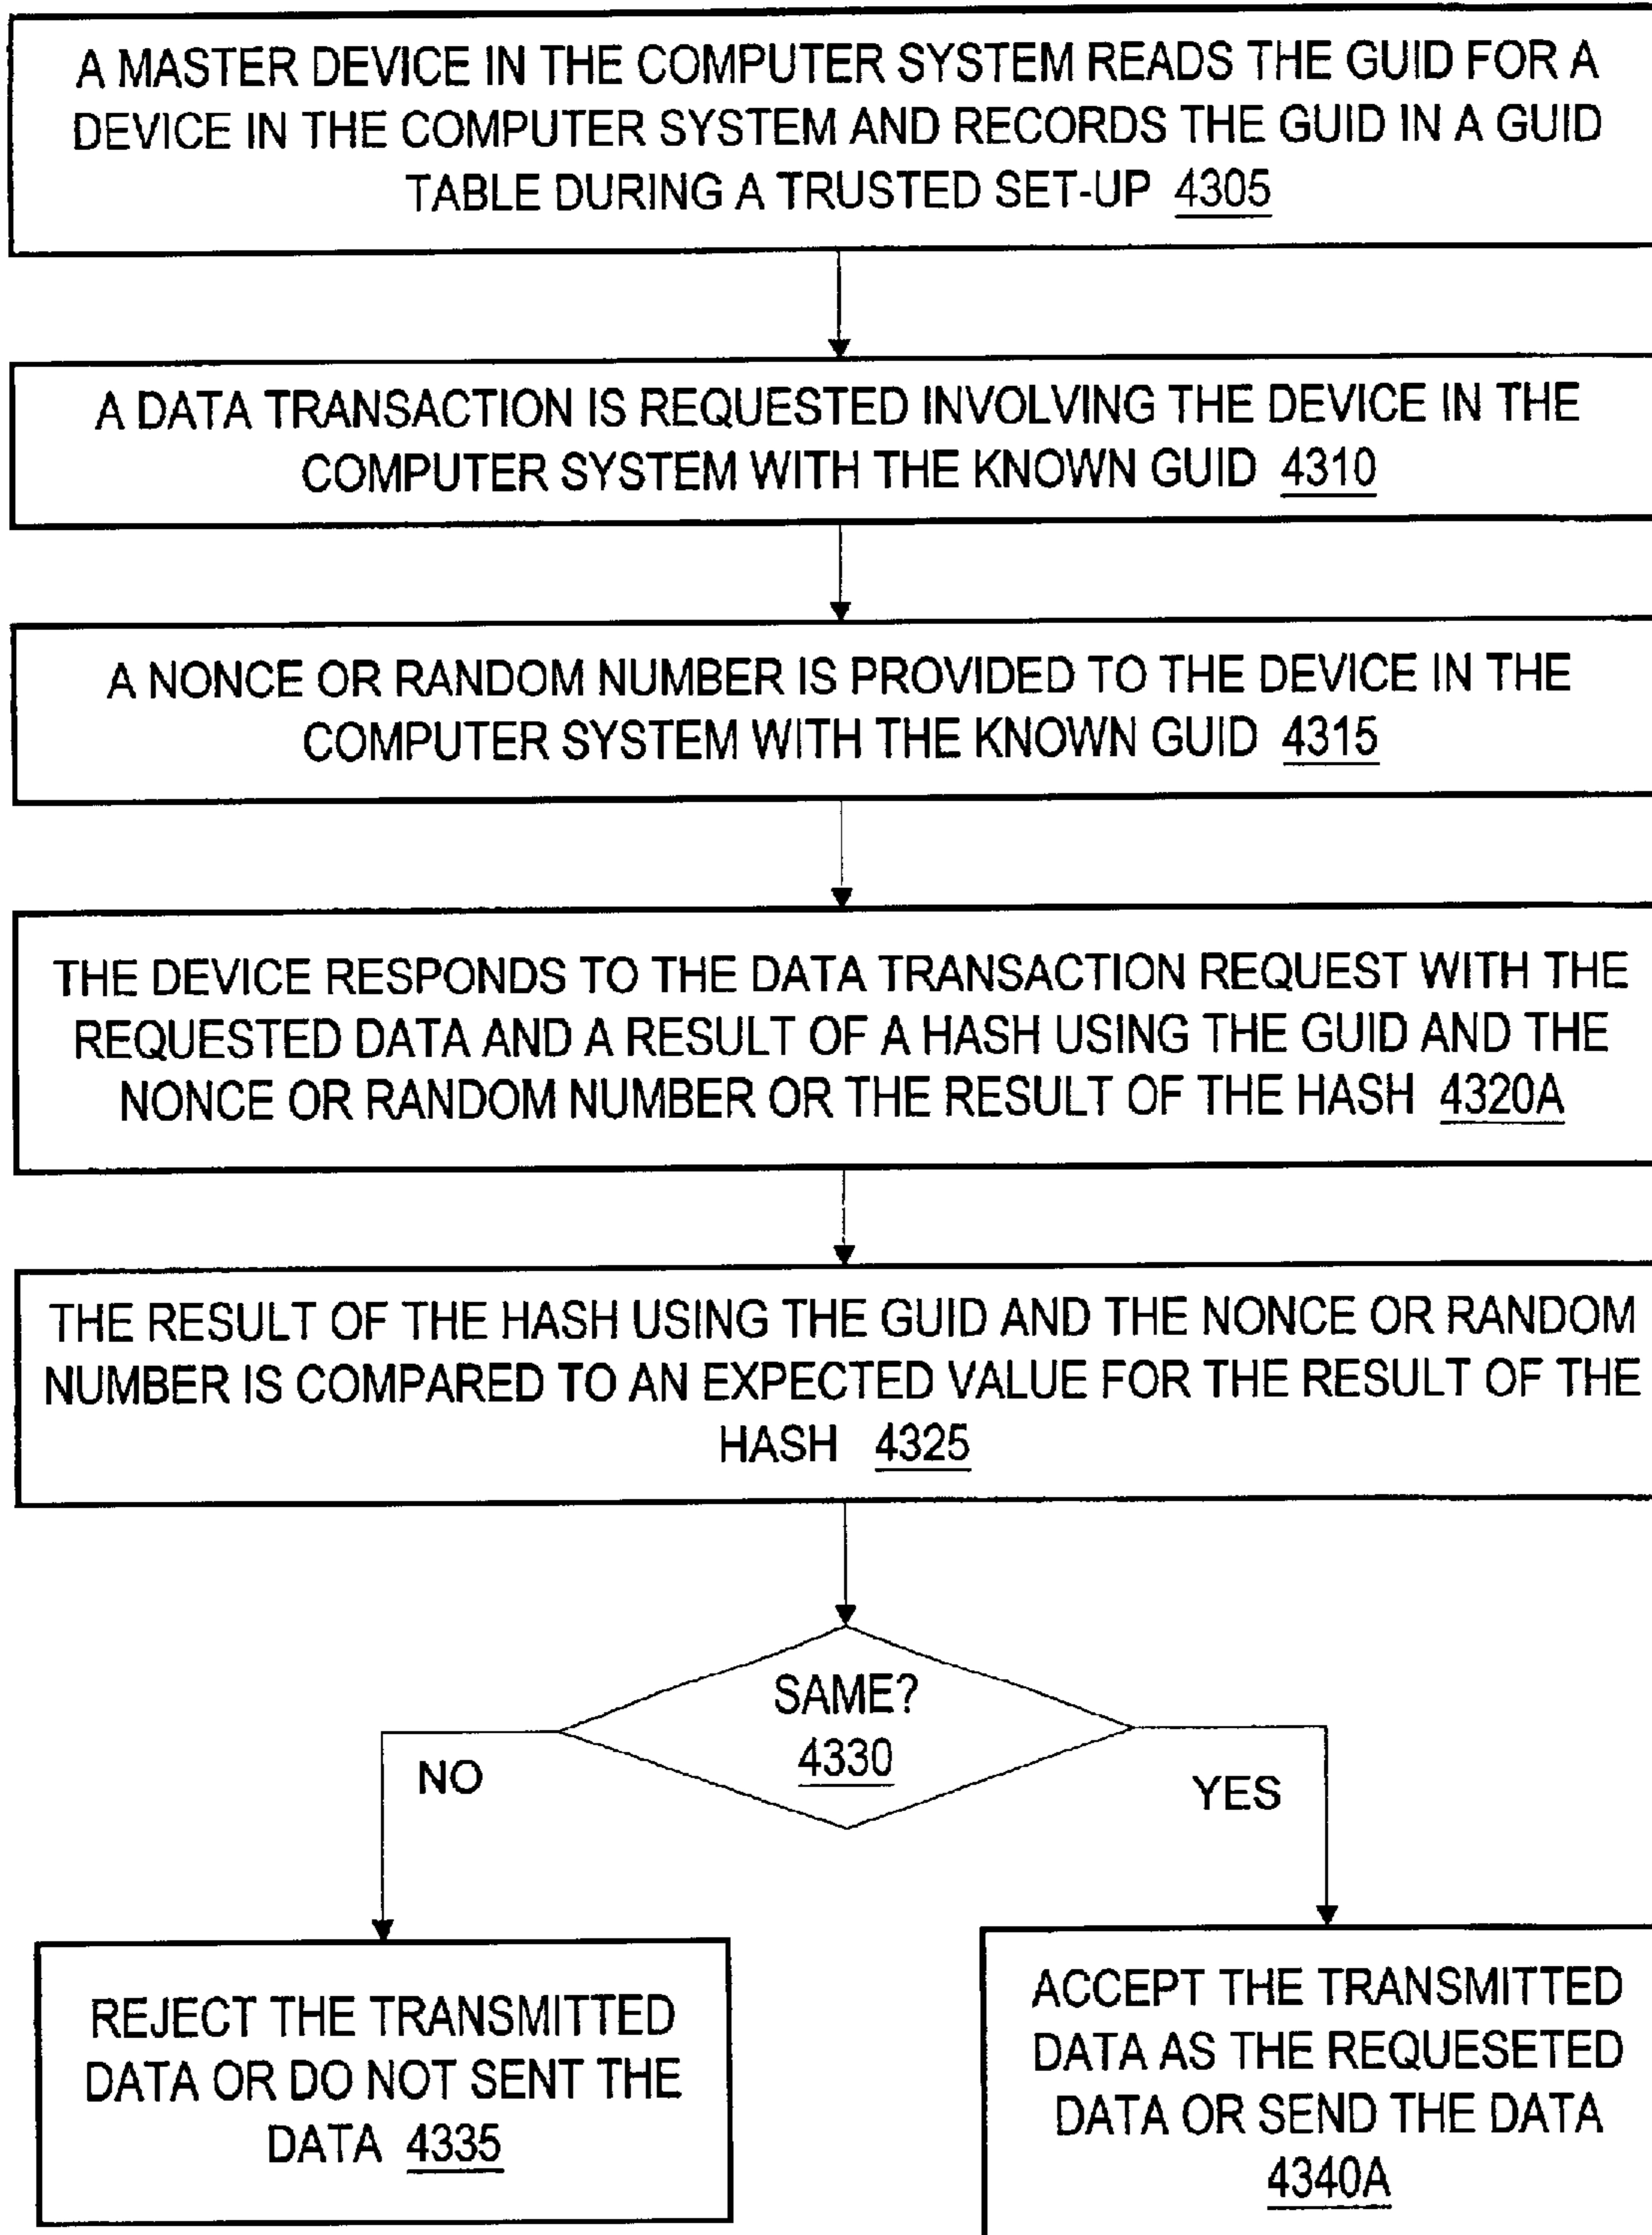 A MASTER DEVICE IN THE COMPUTER SYSTEM READS THE GUID FOR A
DEVICE IN THE COMPUTER SYSTEM AND RECORDS THE GUID IN A GUID
TABLE DURING A TRUSTED SET-UP 4305
A DATA TRANSACTION IS REQUESTED INVOLVING THE DEVICE IN THE
COMPUTER SYSTEM WITH THE KNOWN GUID 4310
A NONCE OR RANDOM NUMBER IS PROVIDED TO THE DEVICE IN THE
COMPUTER SYSTEM WITH THE KNOWN GUID 4315
THE DEVICE RESPONDS TO THE DATA TRANSACTION REQUEST WITH THE
REQUESTED DATA AND A RESULT OF A HASH USING THE GUID AND THE
NONCE OR RANDOM NUMBER OR THE RESULT OF THE HASH 4320A
THE RESULT OF THE HASH USING THE GUID AND THE NONCE OR RANDOM
NUMBER IS COMPARED TO AN EXPECTED VALUE FOR THE RESULT OF THE
HASH 4325
SAME?
4330
NO
YES
REJECT THE TRANSMITTED
DATA OR DO NOT SENT THE
DATA 4335
ACCEPT THE TRANSMITTED
DATA AS THE REQUESETED
DATA OR SEND THE DATA
4340A